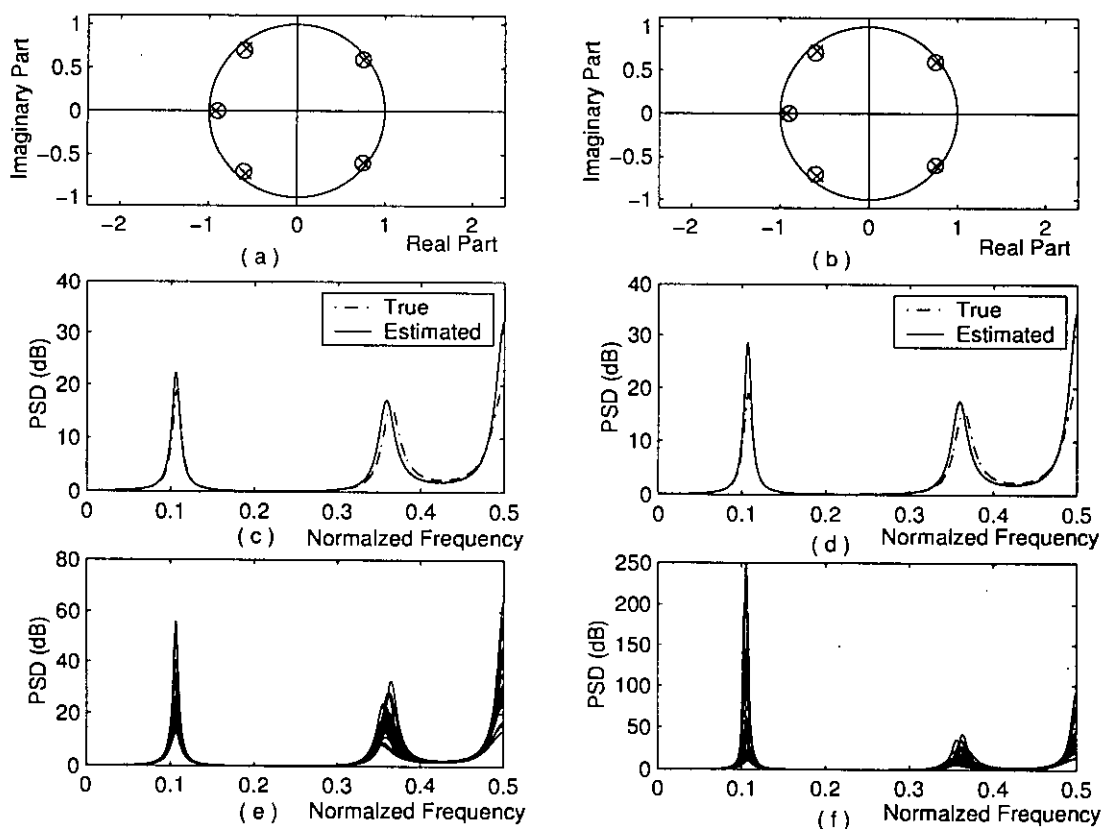 Imaginary Part
1
0.5
0
−0.5
−1
−2
−1
0
1
2
Real Part
( a )
Imaginary Part
1
0.5
0
−0.5
−1
−2
−1
0
1
2
Real Part
( b )
PSD (dB)
40
30
20
10
0
True
Estimated
0
0.1
0.2
0.3
0.4
0.5
Normalzed Frequency
( c )
PSD (dB)
40
30
20
10
0
True
Estimated
0
0.1
0.2
0.3
0.4
0.5
Normalzed Frequency
( d )
PSD (dB)
80
60
40
20
0
0
0.1
0.2
0.3
0.4
0.5
Normalzed Frequency
( e )
PSD (dB)
250
200
150
100
50
0
0
0.1
0.2
0.3
0.4
0.5
Normalzed Frequency
( f )